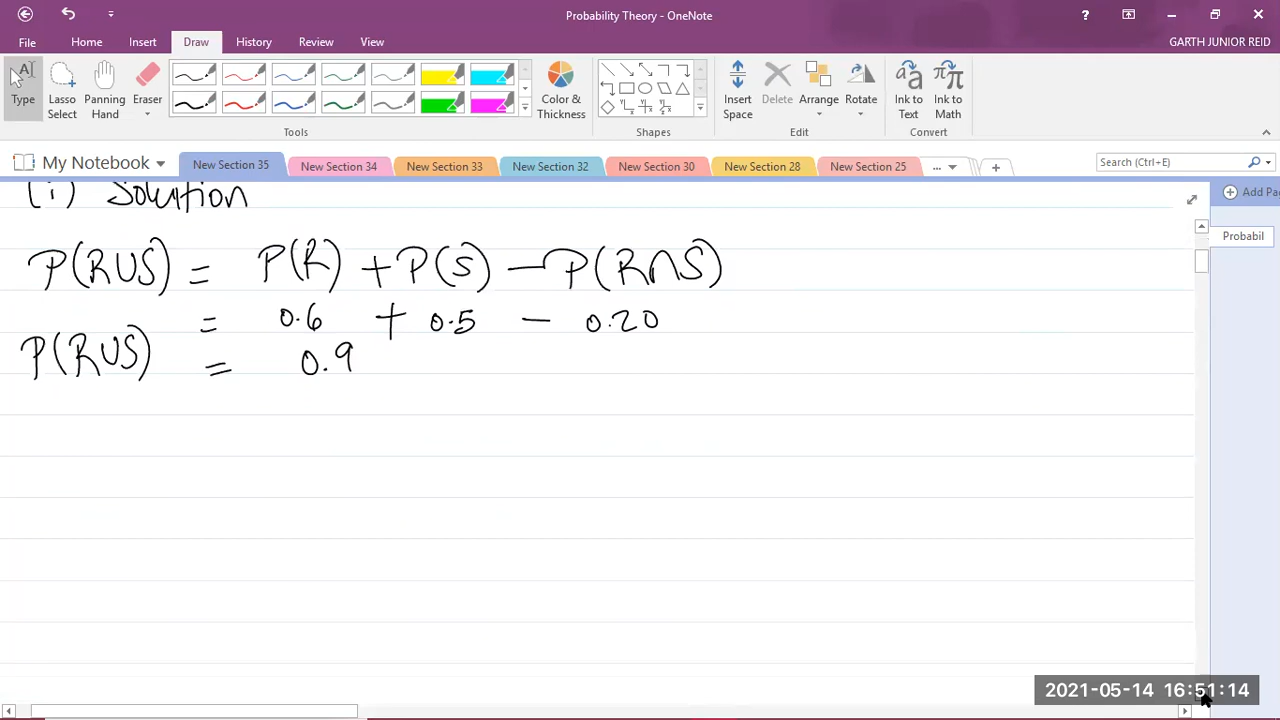 Probability Theory - OneNote
File Home Insert Draw History Review View
GARTH JUNIOR REID
Type
Lasso Select
Panning Hand
Eraser
Color & Thickness
Insert Space
Delete
Arrange
Rotate
Ink to Text
Ink to Math
Tools Shapes Edit Convert
My Notebook New Section 35 New Section 34 New Section 33 New Section 32 New Section 30 New Section 28 New Section 25
Search (Ctrl+E)
Add Pa
Probabil
(i) Solution
P(R∪S) = P(R) + P(S) − P(R∩S)
= 0.6 + 0.5 − 0.20
P(R∪S) = 0.9
2021-05-14 16:51:14